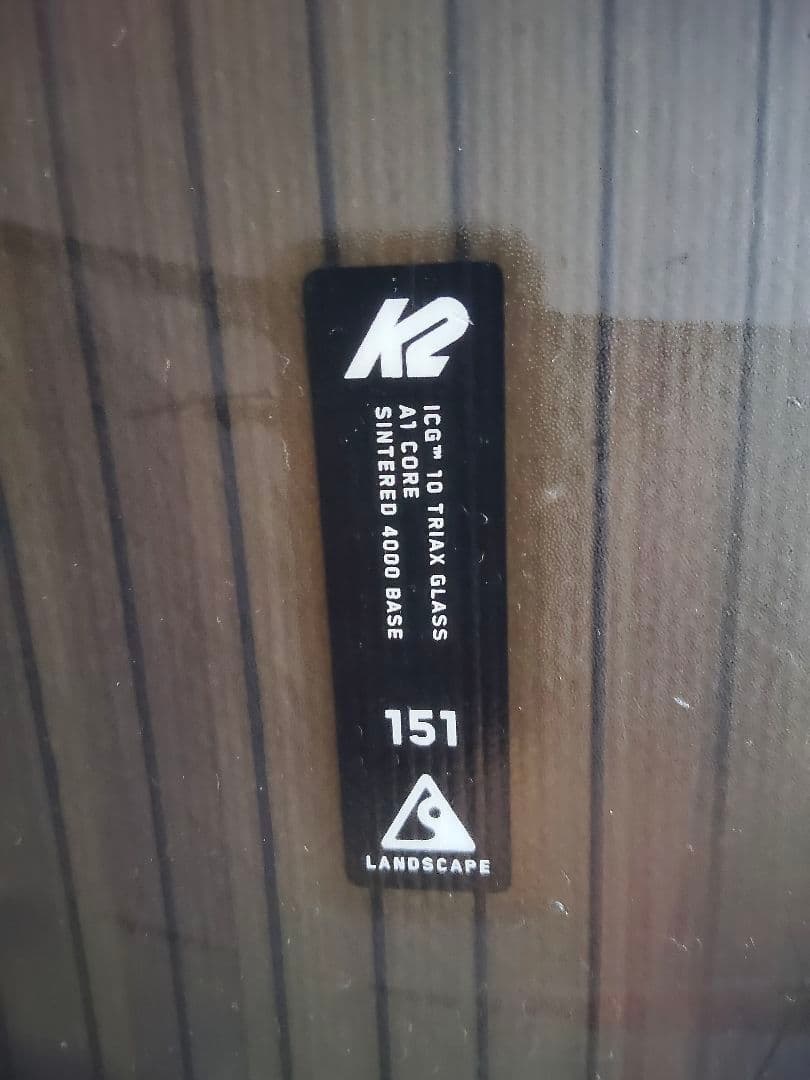 K2
ICG™ 10 TRIAX GLASS
A1 CORE
SINTERED 4000 BASE
151
LANDSCAPE